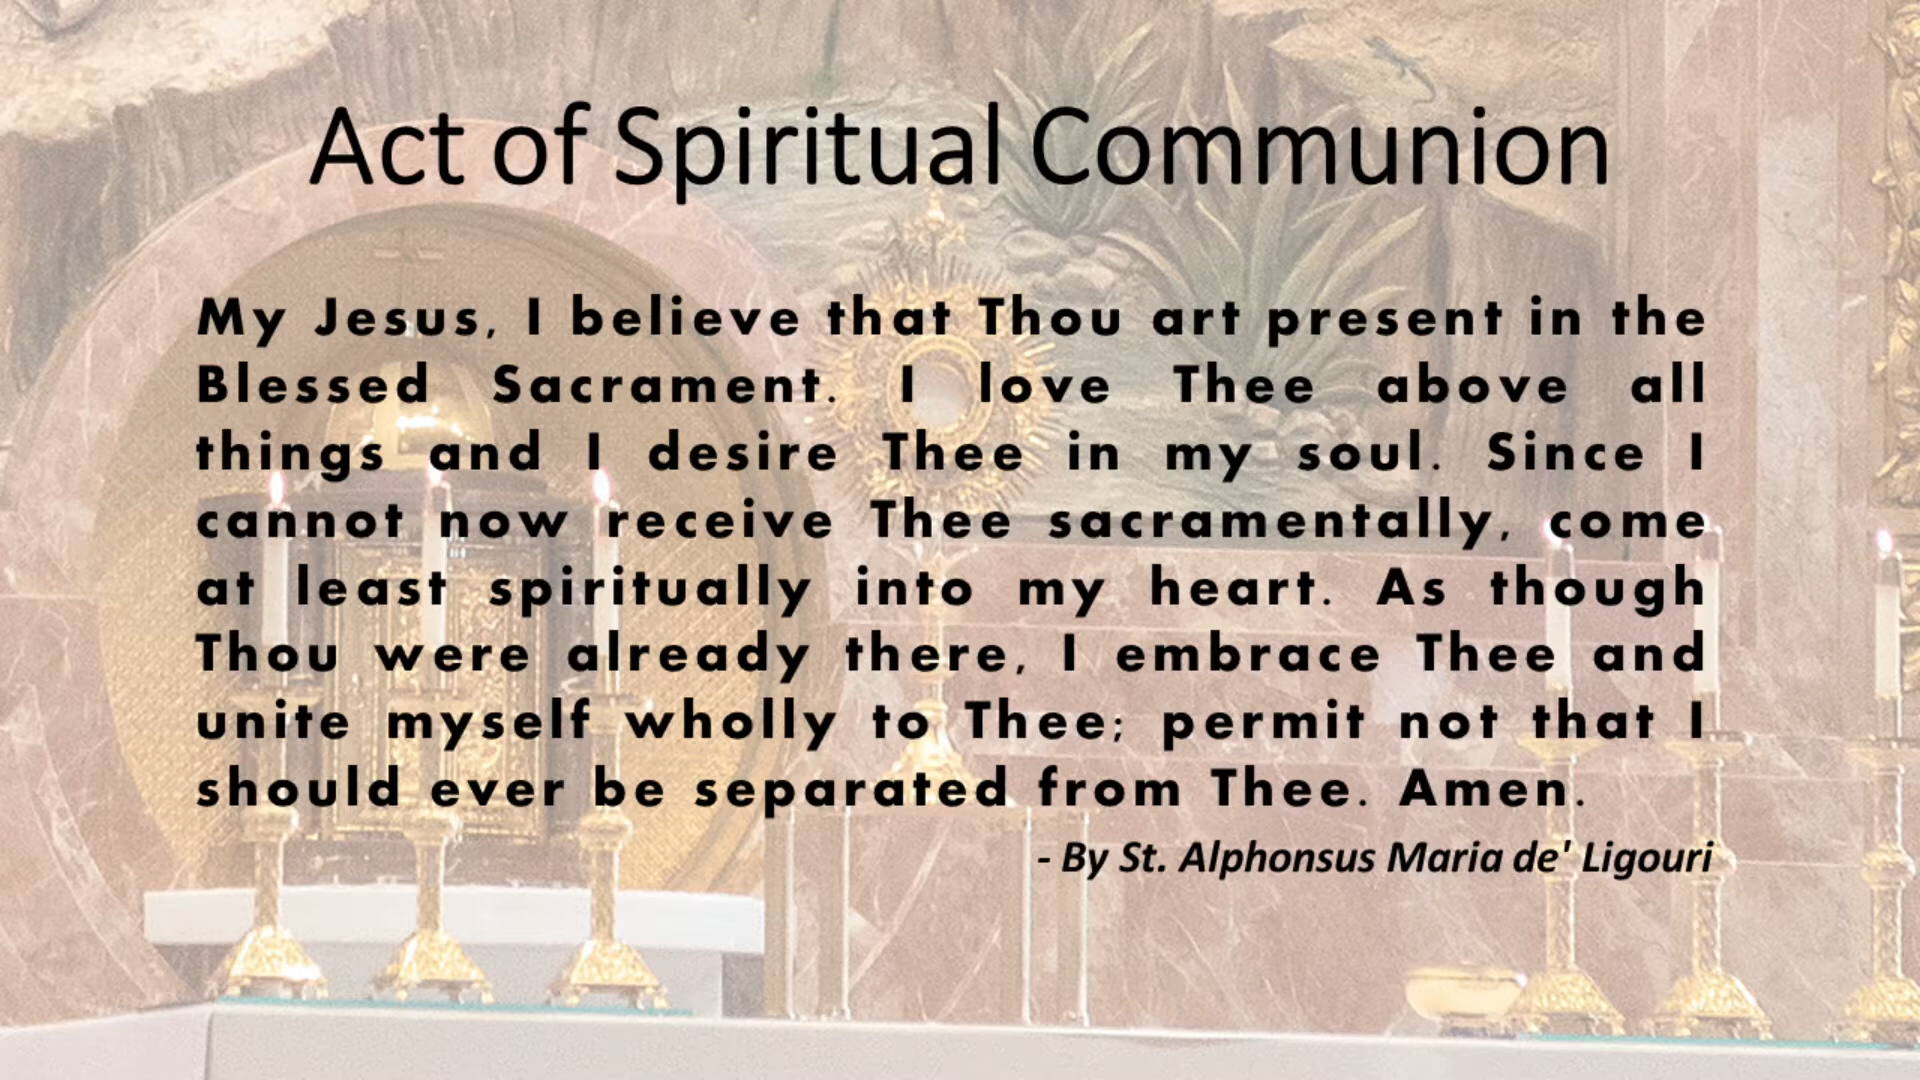 Act of Spiritual Communion
My Jesus, I believe that Thou art present in the
Blessed Sacrament. I love Thee above all
things and I desire Thee in my soul. Since I
cannot now receive Thee sacramentally, come
at least spiritually into my heart. As though
Thou were already there, I embrace Thee and
unite myself wholly to Thee; permit not that I
should ever be separated from Thee. Amen.
- By St. Alphonsus Maria de' Ligouri